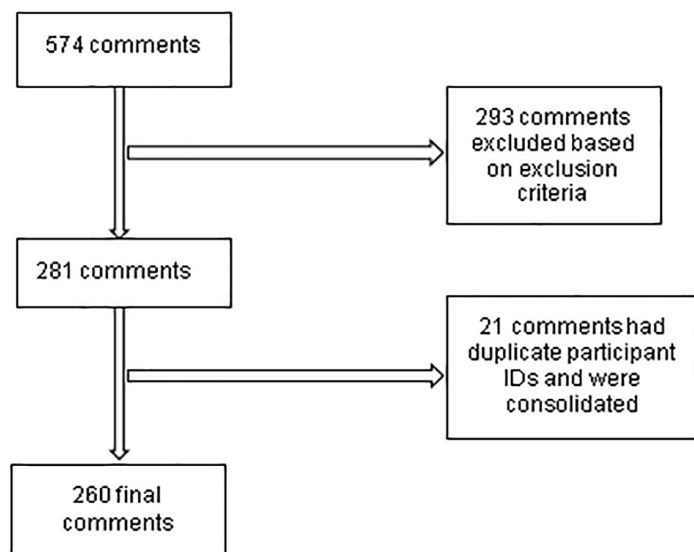 574 comments
293 comments
excluded based
on exclusion
criteria
281 comments
21 comments had
duplicate participant
IDs and were
consolidated
260 final
comments